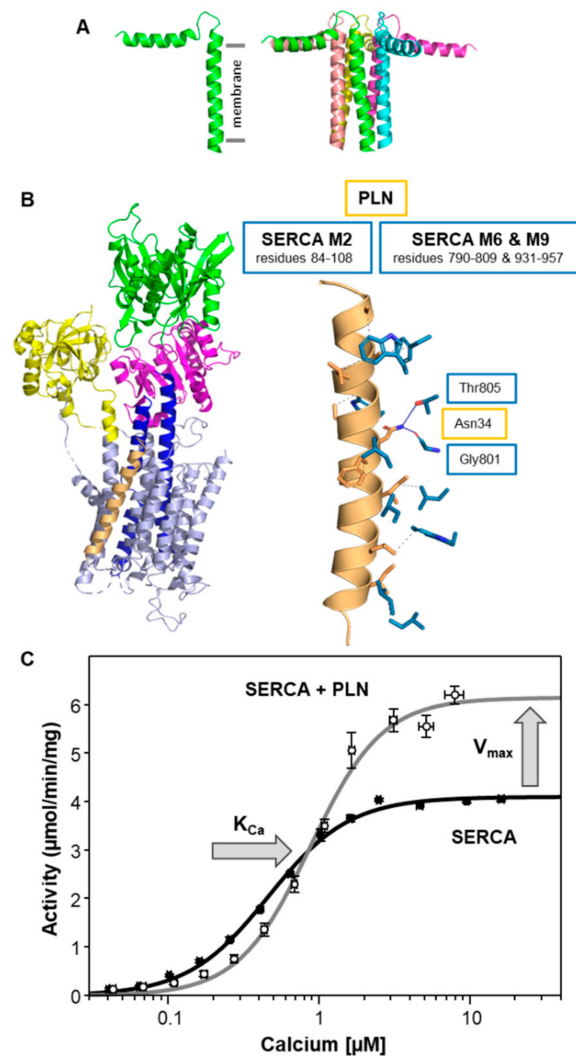 A
membrane
B
PLN
SERCA M2
residues 84-108
SERCA M6 & M9
residues 790-809 & 931-957
Thr805
Asn34
Gly801
C
SERCA + PLN
Vmax
KCa
SERCA
Activity (µmol/min/mg)
6
5
4
3
2
1
0
0.1
1
10
Calcium [µM]